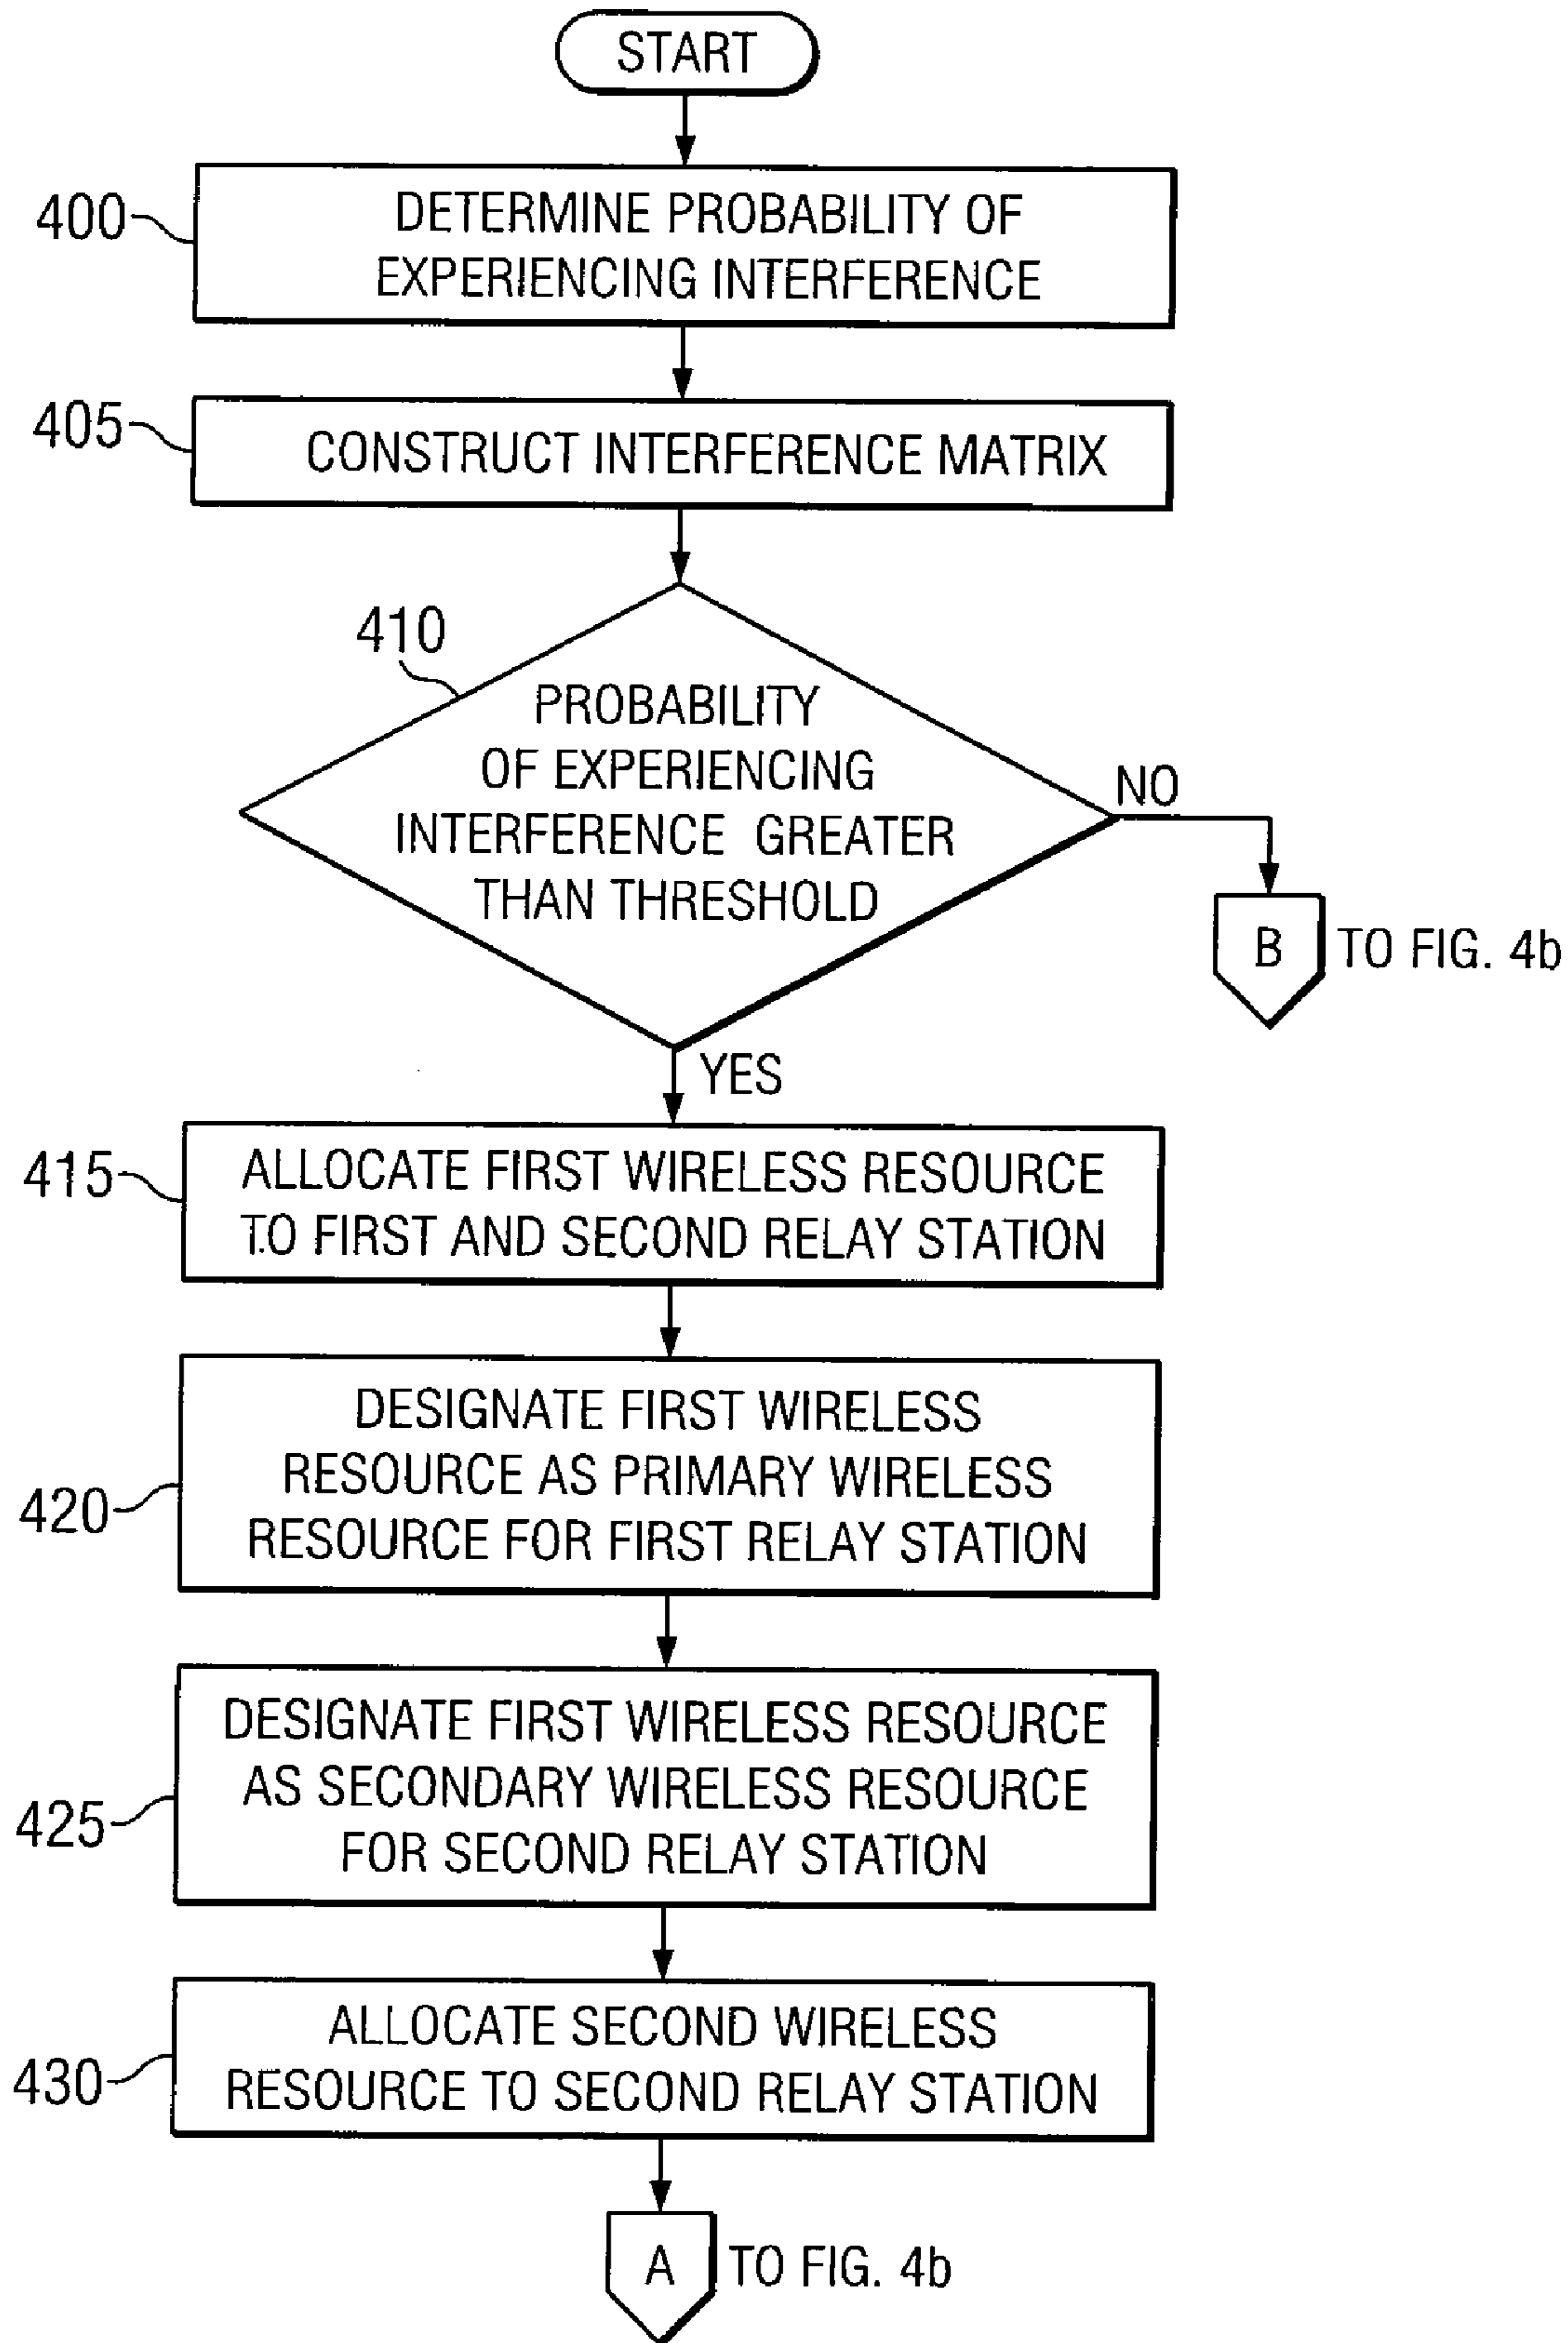 START
400
DETERMINE PROBABILITY OF
EXPERIENCING INTERFERENCE
405
CONSTRUCT INTERFERENCE MATRIX
410
PROBABILITY
OF EXPERIENCING
INTERFERENCE GREATER
THAN THRESHOLD
NO
B
TO FIG. 4b
YES
415
ALLOCATE FIRST WIRELESS RESOURCE
TO FIRST AND SECOND RELAY STATION
420
DESIGNATE FIRST WIRELESS
RESOURCE AS PRIMARY WIRELESS
RESOURCE FOR FIRST RELAY STATION
425
DESIGNATE FIRST WIRELESS RESOURCE
AS SECONDARY WIRELESS RESOURCE
FOR SECOND RELAY STATION
430
ALLOCATE SECOND WIRELESS
RESOURCE TO SECOND RELAY STATION
A
TO FIG. 4b